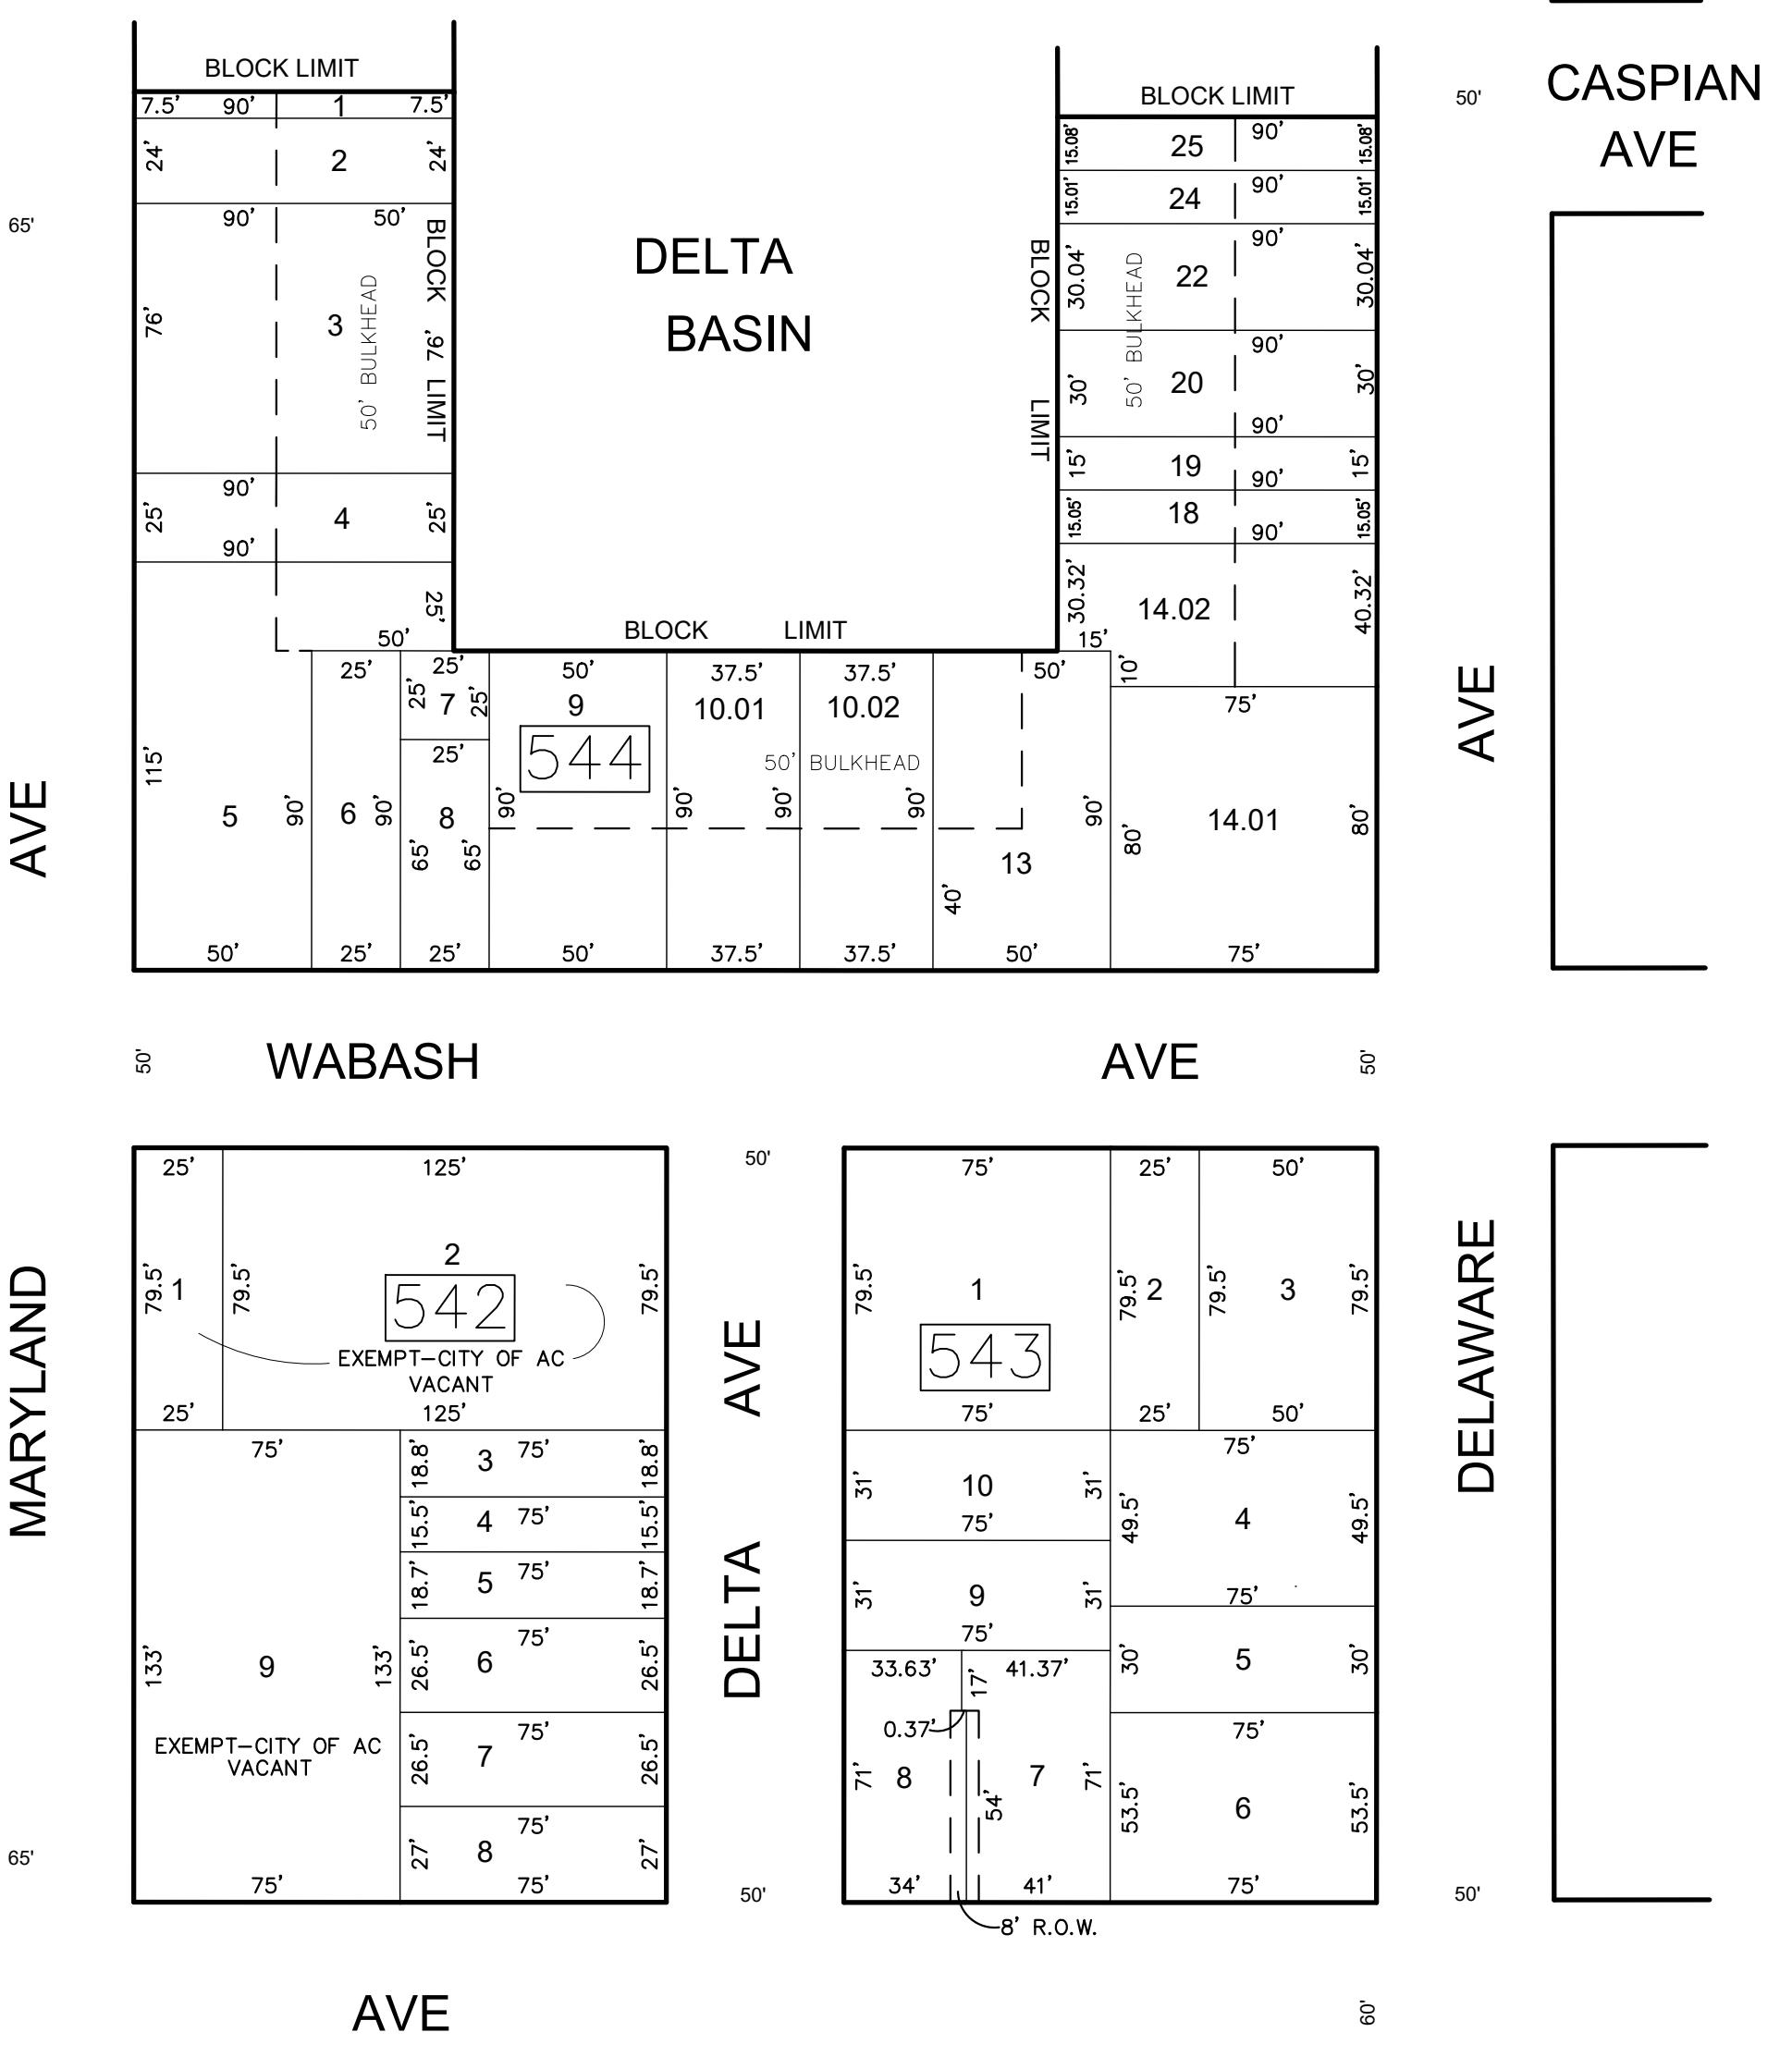 BLOCK LIMIT
7.5' 90' 1 7.5'
24' 2 24'
90' 50'
76' 3 50' BULKHEAD
BLOCK 76' LIMIT
90'
25' 4 25'
90'
25'
50'
65'
DELTA
BASIN
BLOCK LIMIT
BLOCK LIMIT
BLOCK LIMIT
15.08' 25 90' 15.08'
15.01' 24 90' 15.01'
90'
30.04' 22 30.04'
50' BULKHEAD
90'
30' 20 30'
90'
15' 19 15'
90'
15.05' 18 15.05'
90'
30.32' 14.02 40.32'
15'
10'
50'
CASPIAN
AVE
25' 25' 50' 37.5' 37.5' 50' 75'
25' 7 25' 9 10.01 10.02
544
25' 50' BULKHEAD
115' 5 90' 6 90' 8 90' 90' 90' 90' 90' 14.01 80'
65' 65' 80'
13
40'
50' 25' 25' 50' 37.5' 37.5' 50' 75'
AVE
AVE
50' WABASH AVE 50'
25' 125'
79.5' 1 79.5' 2 79.5'
542
EXEMPT-CITY OF AC
VACANT
25' 125'
75' 18.8' 3 75' 18.8'
15.5' 4 75' 15.5'
18.7' 5 75' 18.7'
133' 9 133' 26.5' 6 75' 26.5'
EXEMPT-CITY OF AC
VACANT
26.5' 7 75' 26.5'
27' 8 75' 27'
75' 75'
MARYLAND
65'
50'
DELTA AVE
50'
75' 25' 50'
79.5' 1 79.5' 2 79.5' 3 79.5'
543
75' 25' 50'
31' 10 31'
75'
75'
49.5' 4 49.5'
75'
31' 9 31'
75'
30' 5 30'
33.63' 17' 41.37'
0.37'
75'
71' 8 54' 7 71'
53.5' 6 53.5'
34' 41' 75'
8' R.O.W.
DELAWARE
50'
AVE
60'